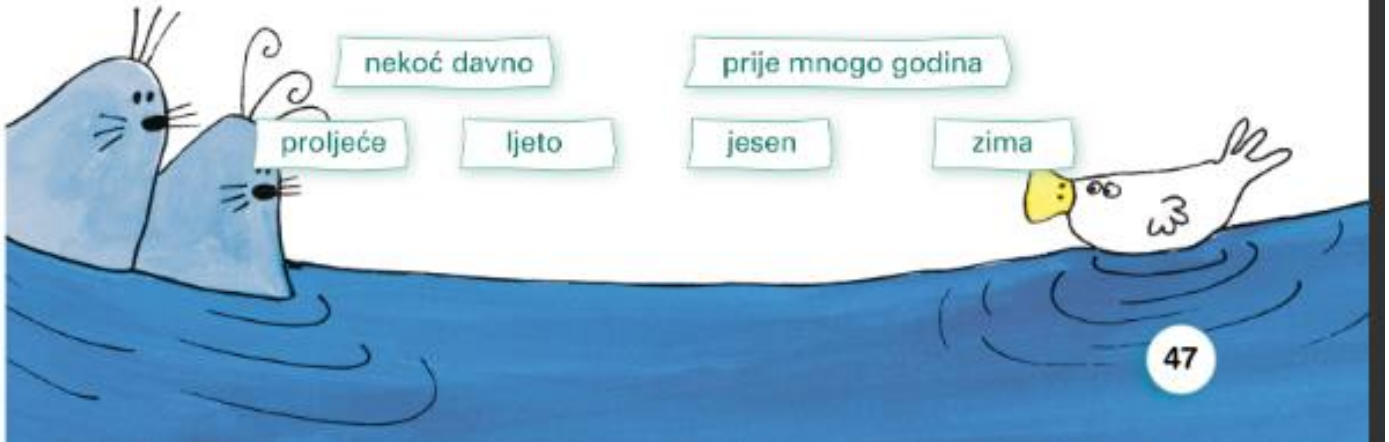 nekoć davno
prije mnogo godina
proljeće
ljeto
jesen
zima
47